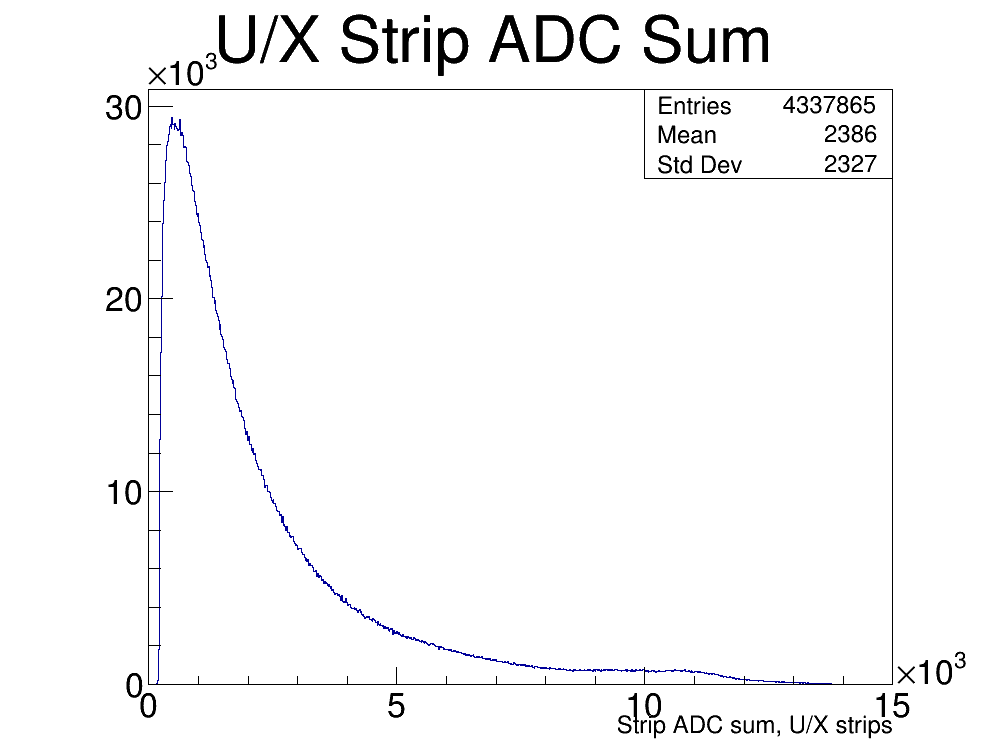 U/X Strip ADC Sum
×10³
Entries 4337865
Mean 2386
Std Dev 2327
30
20
10
0
0 5 10 15
×10³
Strip ADC sum, U/X strips